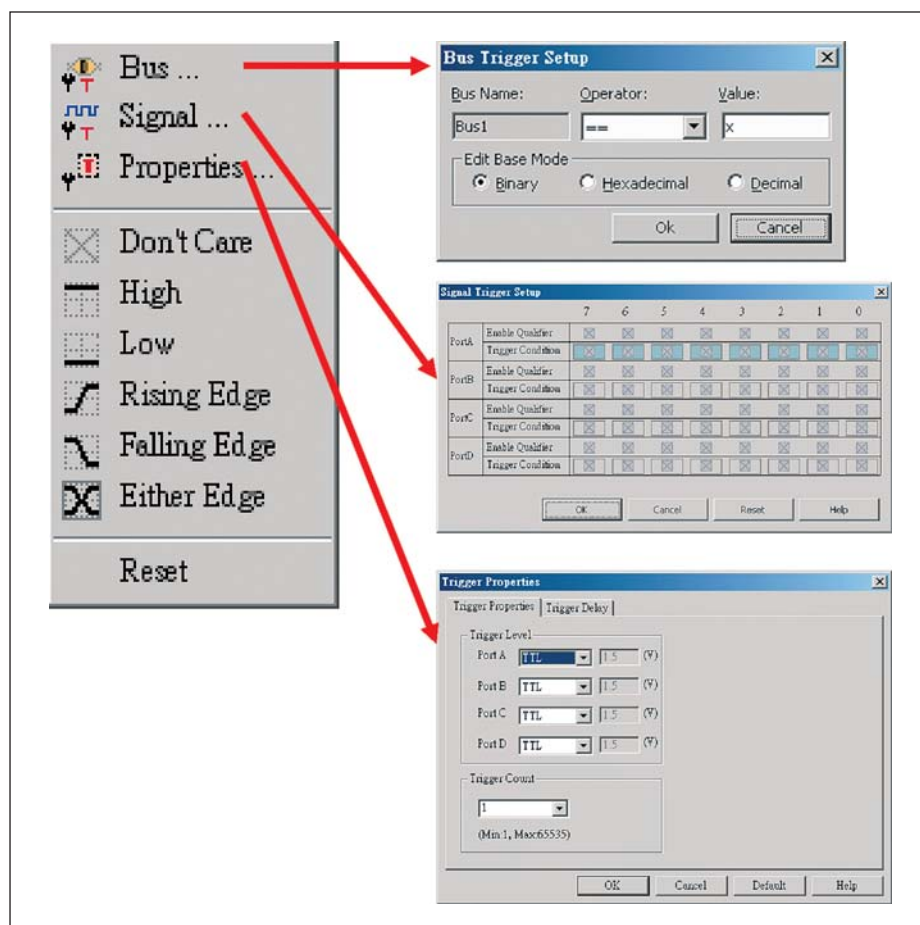 Bus ...
Signal ...
Properties ...
Don't Care
High
Low
Rising Edge
Falling Edge
Either Edge
Reset
Bus Trigger Setup
Bus Name: Operator: Value:
Bus1 == x
Edit Base Mode
Binary Hexadecimal Decimal
Ok Cancel
Signal Trigger Setup
7 6 5 4 3 2 1 0
PortA Enable Qualifier
Trigger Condition
PortB Enable Qualifier
Trigger Condition
PortC Enable Qualifier
Trigger Condition
PortD Enable Qualifier
Trigger Condition
OK Cancel Reset Help
Trigger Properties
Trigger Properties Trigger Delay
Trigger Level
Port A TTL 1.5 (V)
Port B TTL 1.5 (V)
Port C TTL 1.5 (V)
Port D TTL 1.5 (V)
Trigger Count
1
(Min:1, Max:65535)
OK Cancel Default Help